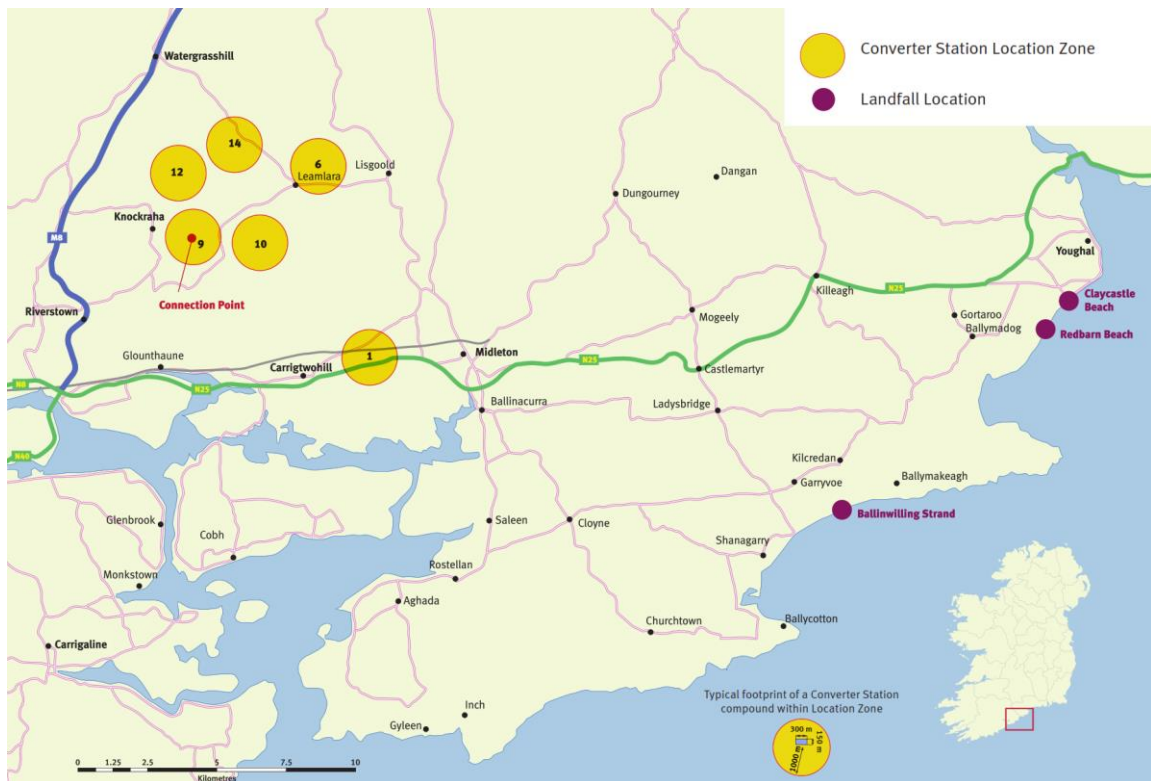 Converter Station Location Zone
Landfall Location
Watergrasshill
14
12
6
Lisgoold
Leamlara
Dangan
Dungourney
Knockraha
M8
9
10
Youghal
Connection Point
Killeagh
N25
Claycastle
Beach
Riverstown
Mogeely
Gortaroo
Ballymadog
Redbarn Beach
Glounthaune
1
Midleton
N25
Carrigtwohill
Castlemartyr
N8
N25
Ballinacurra
Ladysbridge
N40
Kilcredan
Garryvoe
Ballymakeagh
Ballinwilling Strand
Glenbrook
Saleen
Cloyne
Cobh
Shanagarry
Monkstown
Rostellan
Aghada
Ballycotton
Churchtown
Carrigaline
Typical footprint of a Converter Station
compound within Location Zone
Inch
Gyleen
300 m
150 m
1000 m
0 1.25 2.5 5 7.5 10
Kilometres